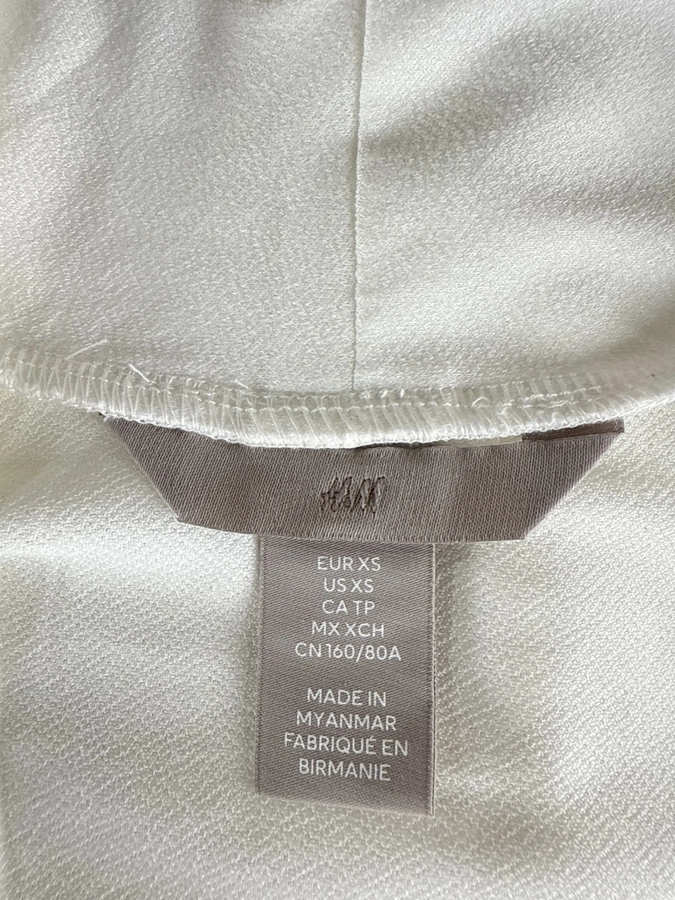 H&M
EUR XS
US XS
CA TP
MX XCH
CN 160/80A
MADE IN
MYANMAR
FABRIQUÉ EN
BIRMANIE